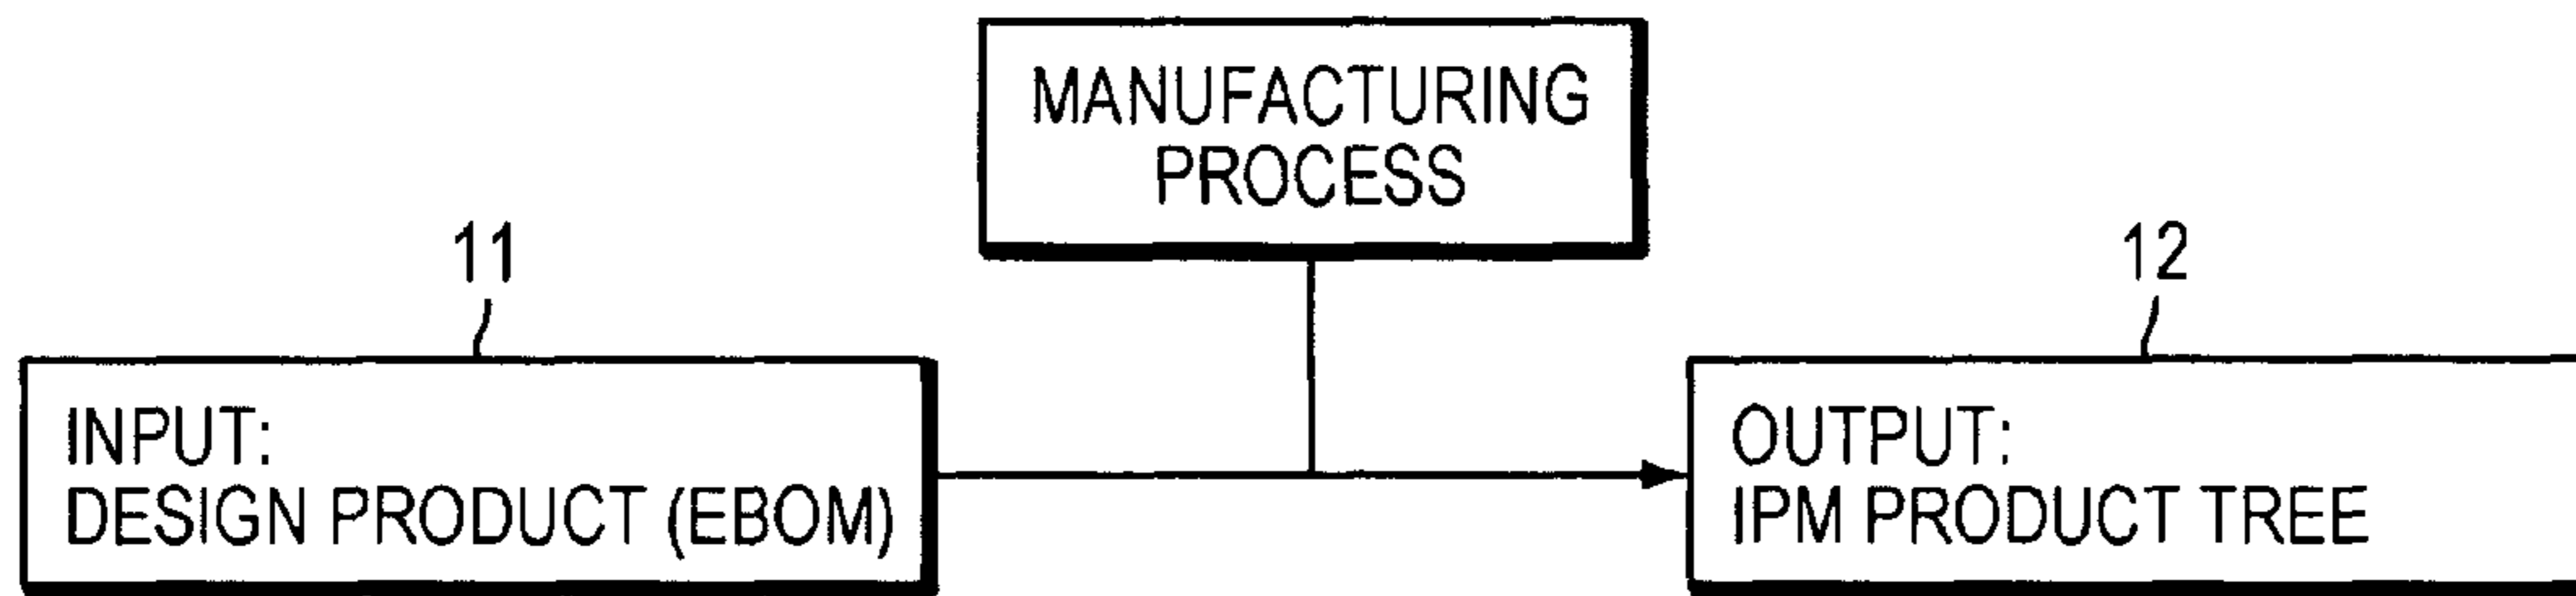 MANUFACTURING
PROCESS
11
12
INPUT:
DESIGN PRODUCT (EBOM)
OUTPUT:
IPM PRODUCT TREE